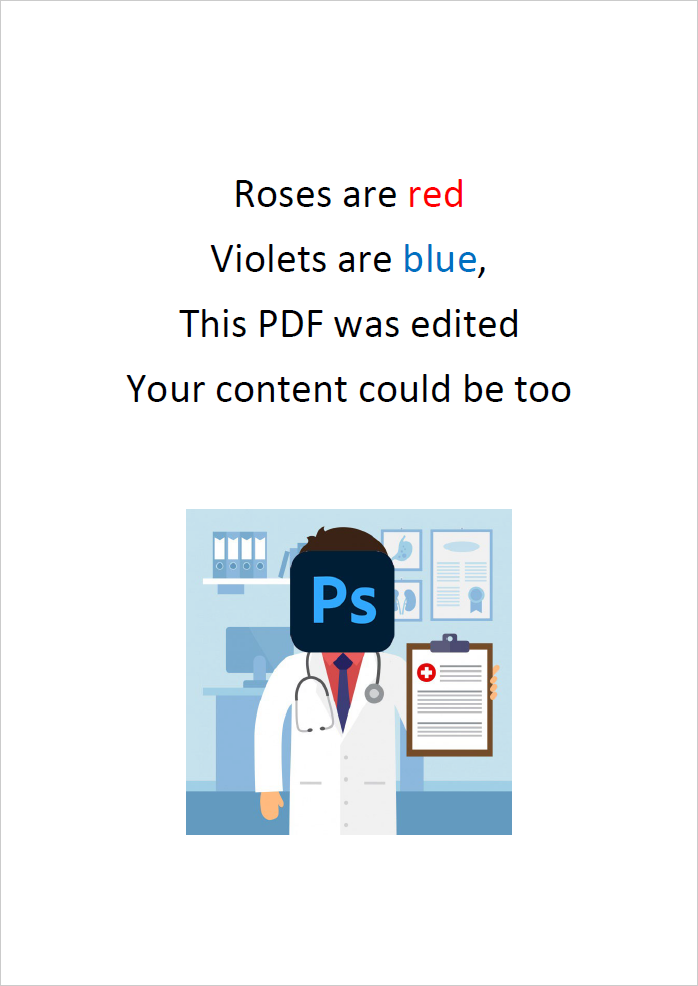 Roses are red
Violets are blue,
This PDF was edited
Your content could be too
Ps